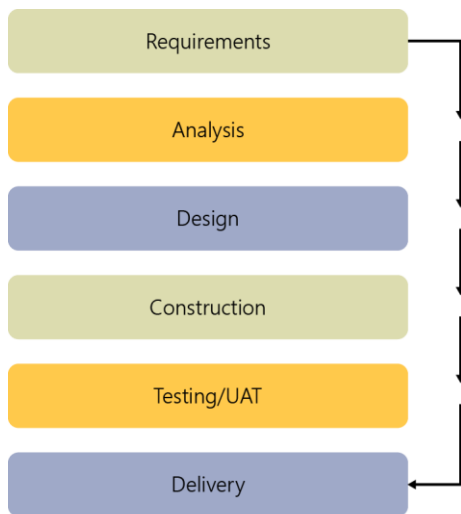 Requirements
Analysis
Design
Construction
Testing/UAT
Delivery